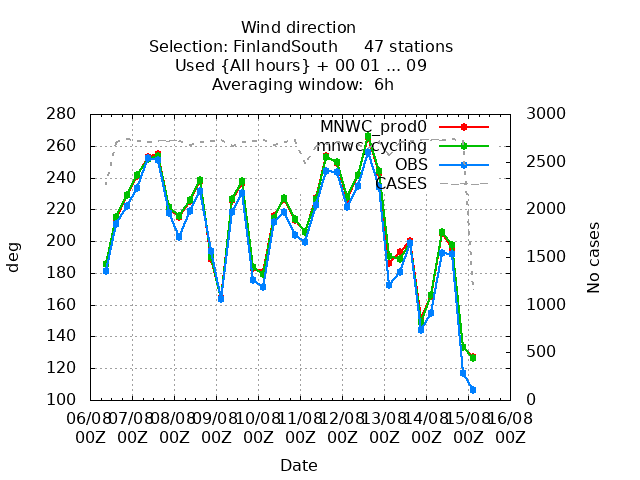 Wind direction
Selection: FinlandSouth 47 stations
Used {All hours} + 00 01 ... 09
Averaging window: 6h
280 3000
MNWC_prod0
260
mnwc_cycling
2500
OBS
240
CASES
220
2000
200
180
1500
160
1000
140
120
500
100 0
deg
No cases
06/08 07/08 08/08 09/08 10/08 11/08 12/08 13/08 14/08 15/08 16/08
00Z 00Z 00Z 00Z 00Z 00Z 00Z 00Z 00Z 00Z 00Z
Date